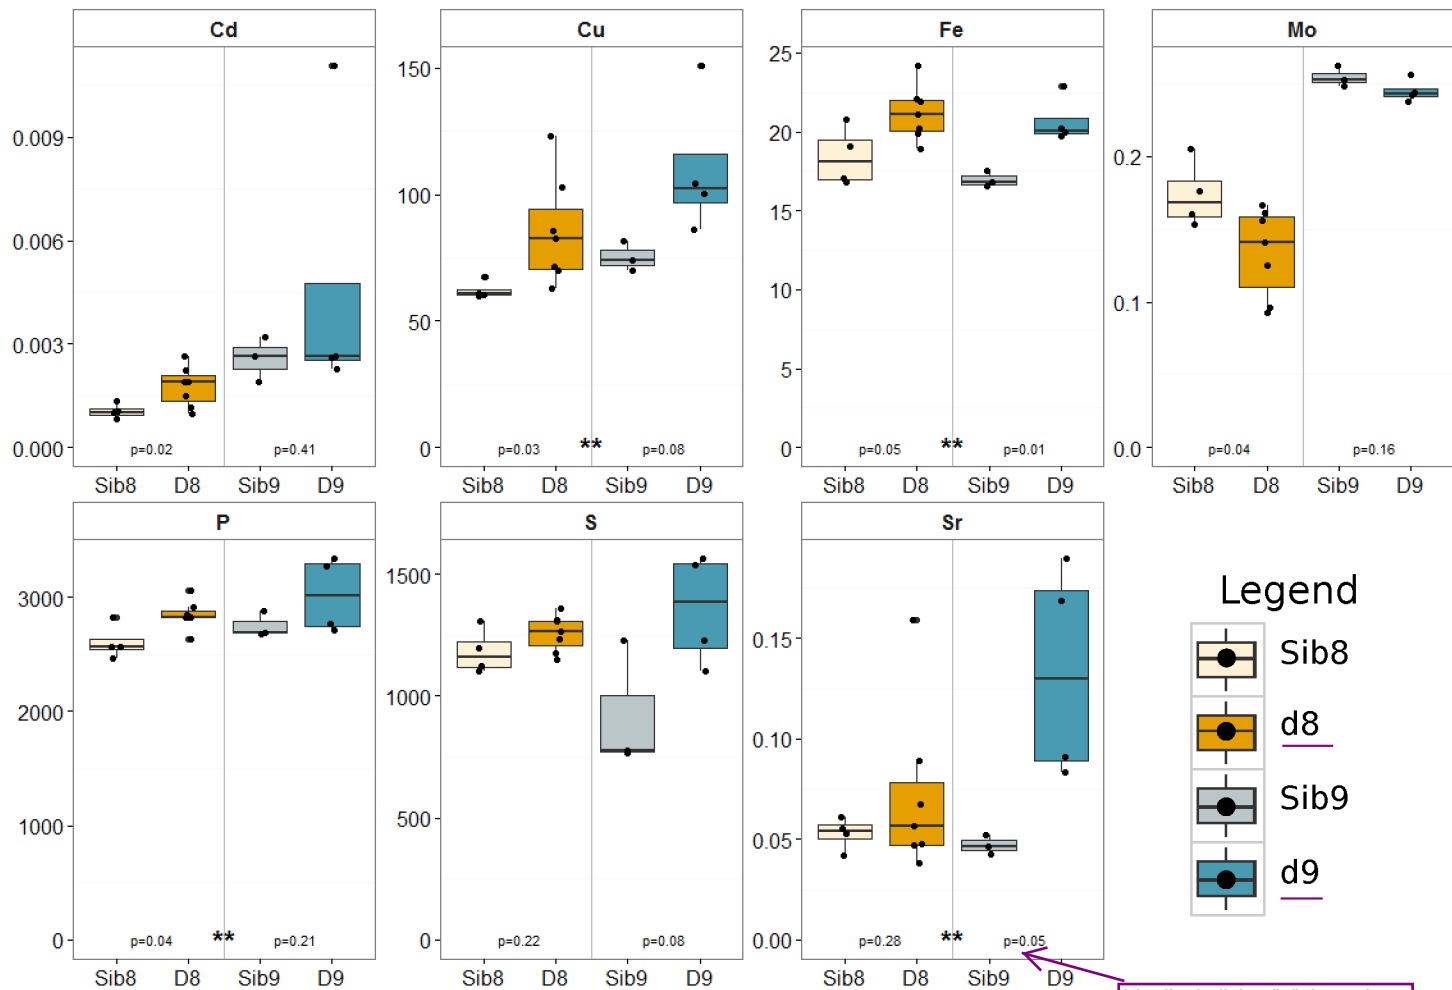 Cd
Cu
Fe
Mo
0.009
0.006
0.003
0.000
p=0.02
p=0.41
Sib8 D8 Sib9 D9
150
100
50
0
p=0.03
**
p=0.08
Sib8 D8 Sib9 D9
25
20
15
10
5
0
p=0.05
**
p=0.01
Sib8 D8 Sib9 D9
0.2
0.1
0.0
p=0.04
p=0.16
Sib8 D8 Sib9 D9
P
S
Sr
3000
2000
1000
0
p=0.04
**
p=0.21
Sib8 D8 Sib9 D9
1500
1000
500
0
p=0.22
p=0.08
Sib8 D8 Sib9 D9
0.15
0.10
0.05
0.00
p=0.28
**
p=0.05
Sib8 D8 Sib9 D9
Legend
Sib8
d8
Sib9
d9